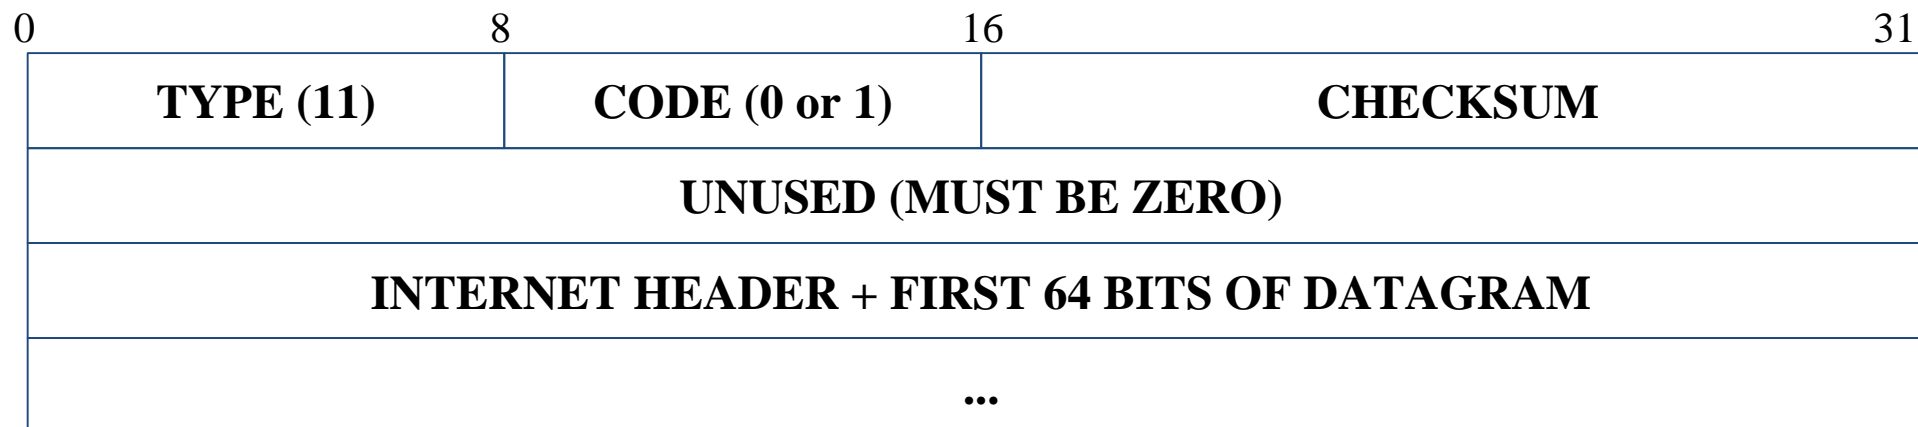 0 8 16 31
TYPE (11) CODE (0 or 1) CHECKSUM
UNUSED (MUST BE ZERO)
INTERNET HEADER + FIRST 64 BITS OF DATAGRAM
...